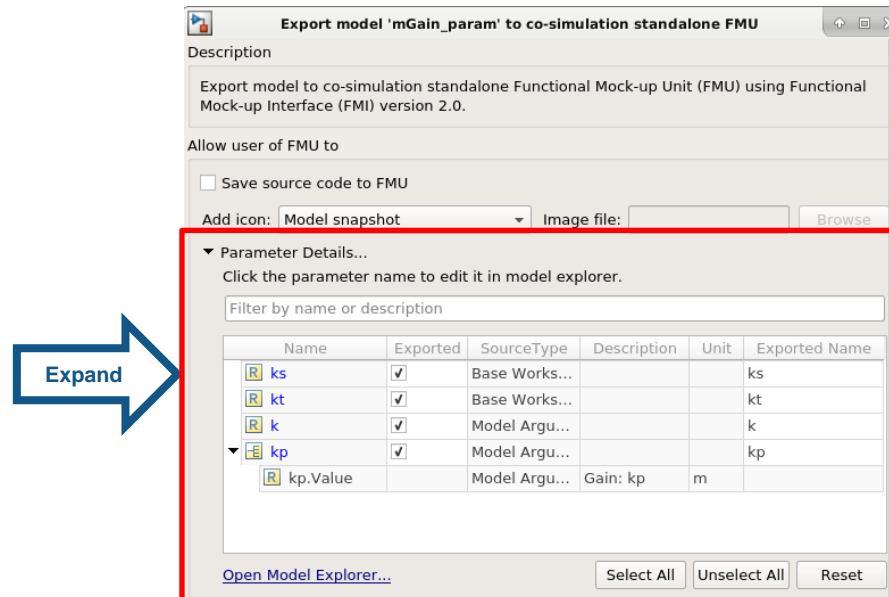 Export model 'mGain_param' to co-simulation standalone FMU
Description
Export model to co-simulation standalone Functional Mock-up Unit (FMU) using Functional
Mock-up Interface (FMI) version 2.0.
Allow user of FMU to
Save source code to FMU
Add icon: Model snapshot Image file: Browse
Parameter Details...
Click the parameter name to edit it in model explorer.
Filter by name or description
Name Exported SourceType Description Unit Exported Name
R ks Base Works... ks
R kt Base Works... kt
Expand
R k Model Argu... k
E kp Model Argu... kp
R kp.Value Model Argu... Gain: kp m
Open Model Explorer... Select All Unselect All Reset